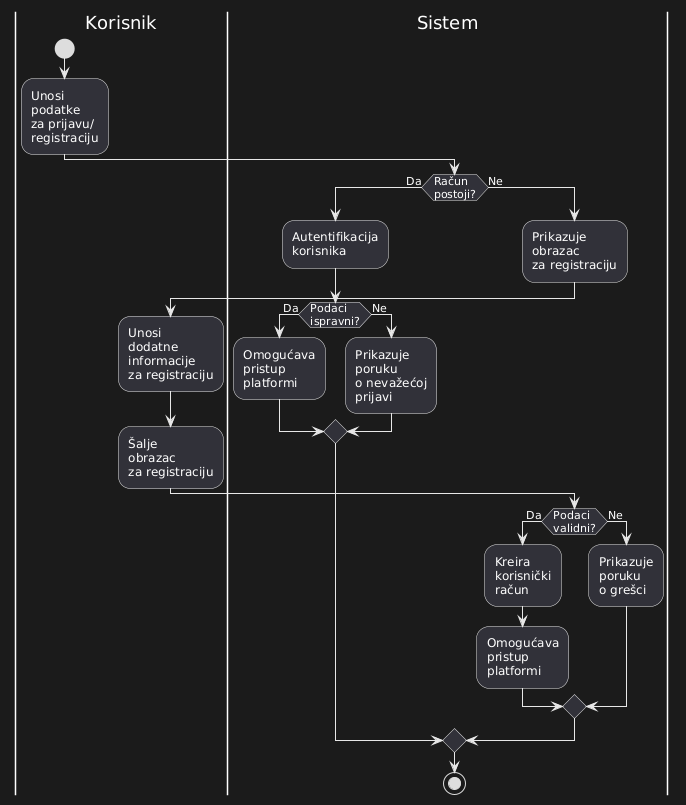 Korisnik
Sistem
Unosi
podatke
za prijavu/
registraciju
Račun
postoji?
Da
Ne
Autentifikacija
korisnika
Prikazuje
obrazac
za registraciju
Podaci
ispravni?
Da
Ne
Unosi
dodatne
informacije
za registraciju
Omogućava
pristup
platformi
Prikazuje
poruku
o nevažećoj
prijavi
Šalje
obrazac
za registraciju
Podaci
validni?
Da
Ne
Kreira
korisnički
račun
Prikazuje
poruku
o grešci
Omogućava
pristup
platformi